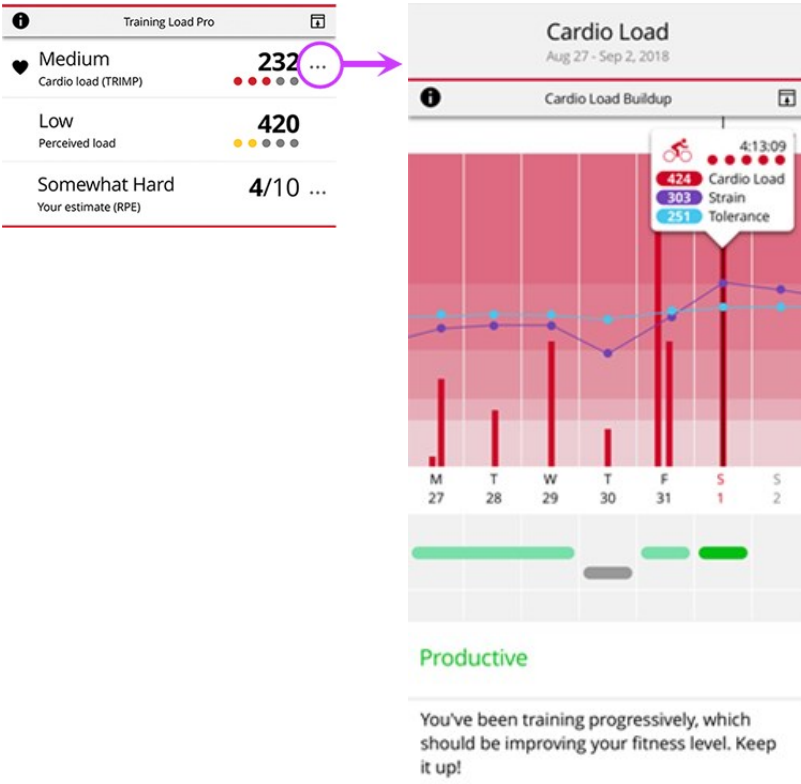 Training Load Pro
Medium 232 ...
Cardio load (TRIMP)
Low 420
Perceived load
Somewhat Hard 4/10 ...
Your estimate (RPE)
Cardio Load
Aug 27 - Sep 2, 2018
Cardio Load Buildup
4:13:09
424 Cardio Load
303 Strain
251 Tolerance
M T W T F S S
27 28 29 30 31 1 2
Productive
You've been training progressively, which
should be improving your fitness level. Keep
it up!